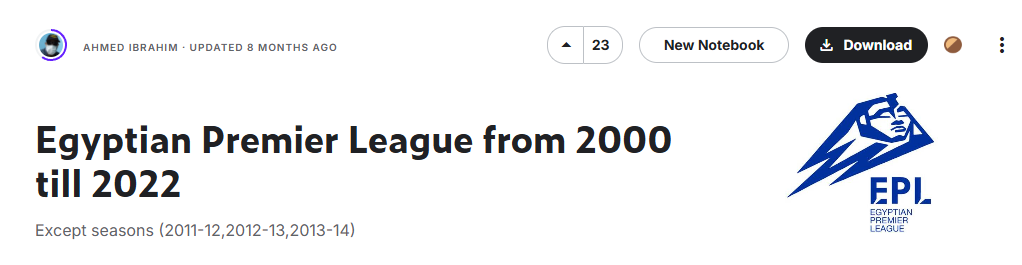 AHMED IBRAHIM · UPDATED 8 MONTHS AGO
23
New Notebook
Download
Egyptian Premier League from 2000
till 2022
Except seasons (2011-12,2012-13,2013-14)
EPL
EGYPTIAN
PREMIER
LEAGUE